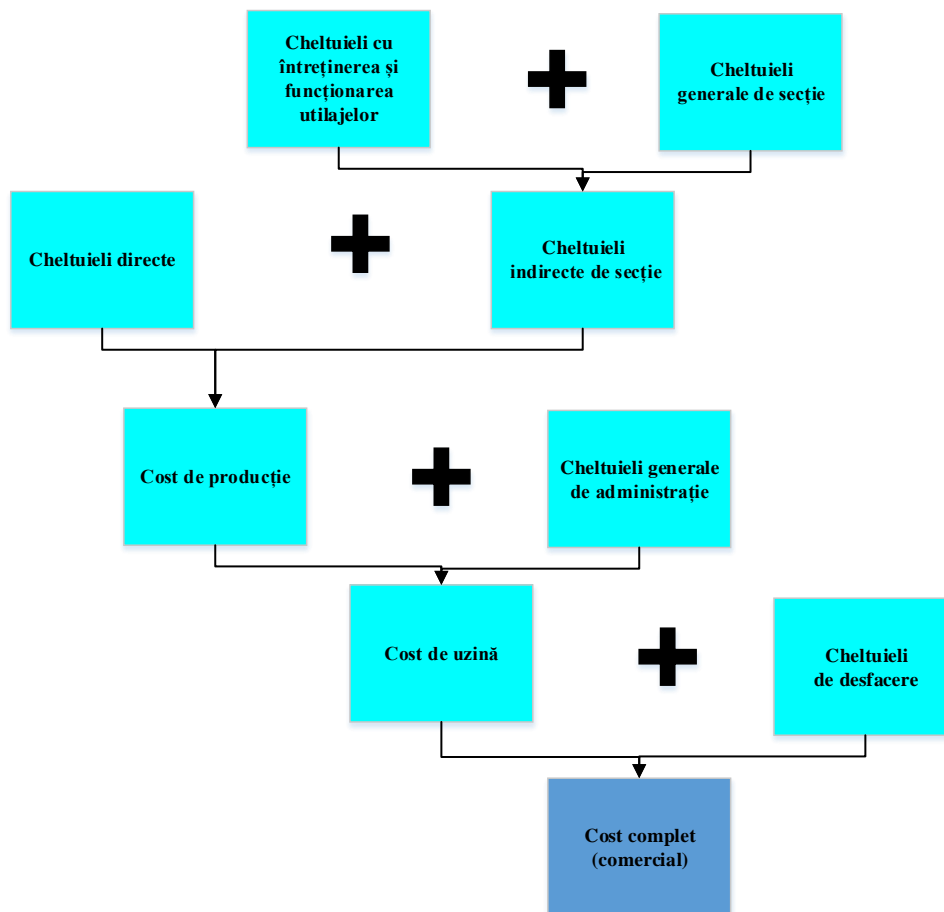 Cheltuieli cu
întreținerea și
funcționarea
utilajelor
Cheltuieli
generale de secție
Cheltuieli directe
Cheltuieli
indirecte de secție
Cost de producție
Cheltuieli generale
de administrație
Cost de uzină
Cheltuieli
de desfacere
Cost complet
(comercial)